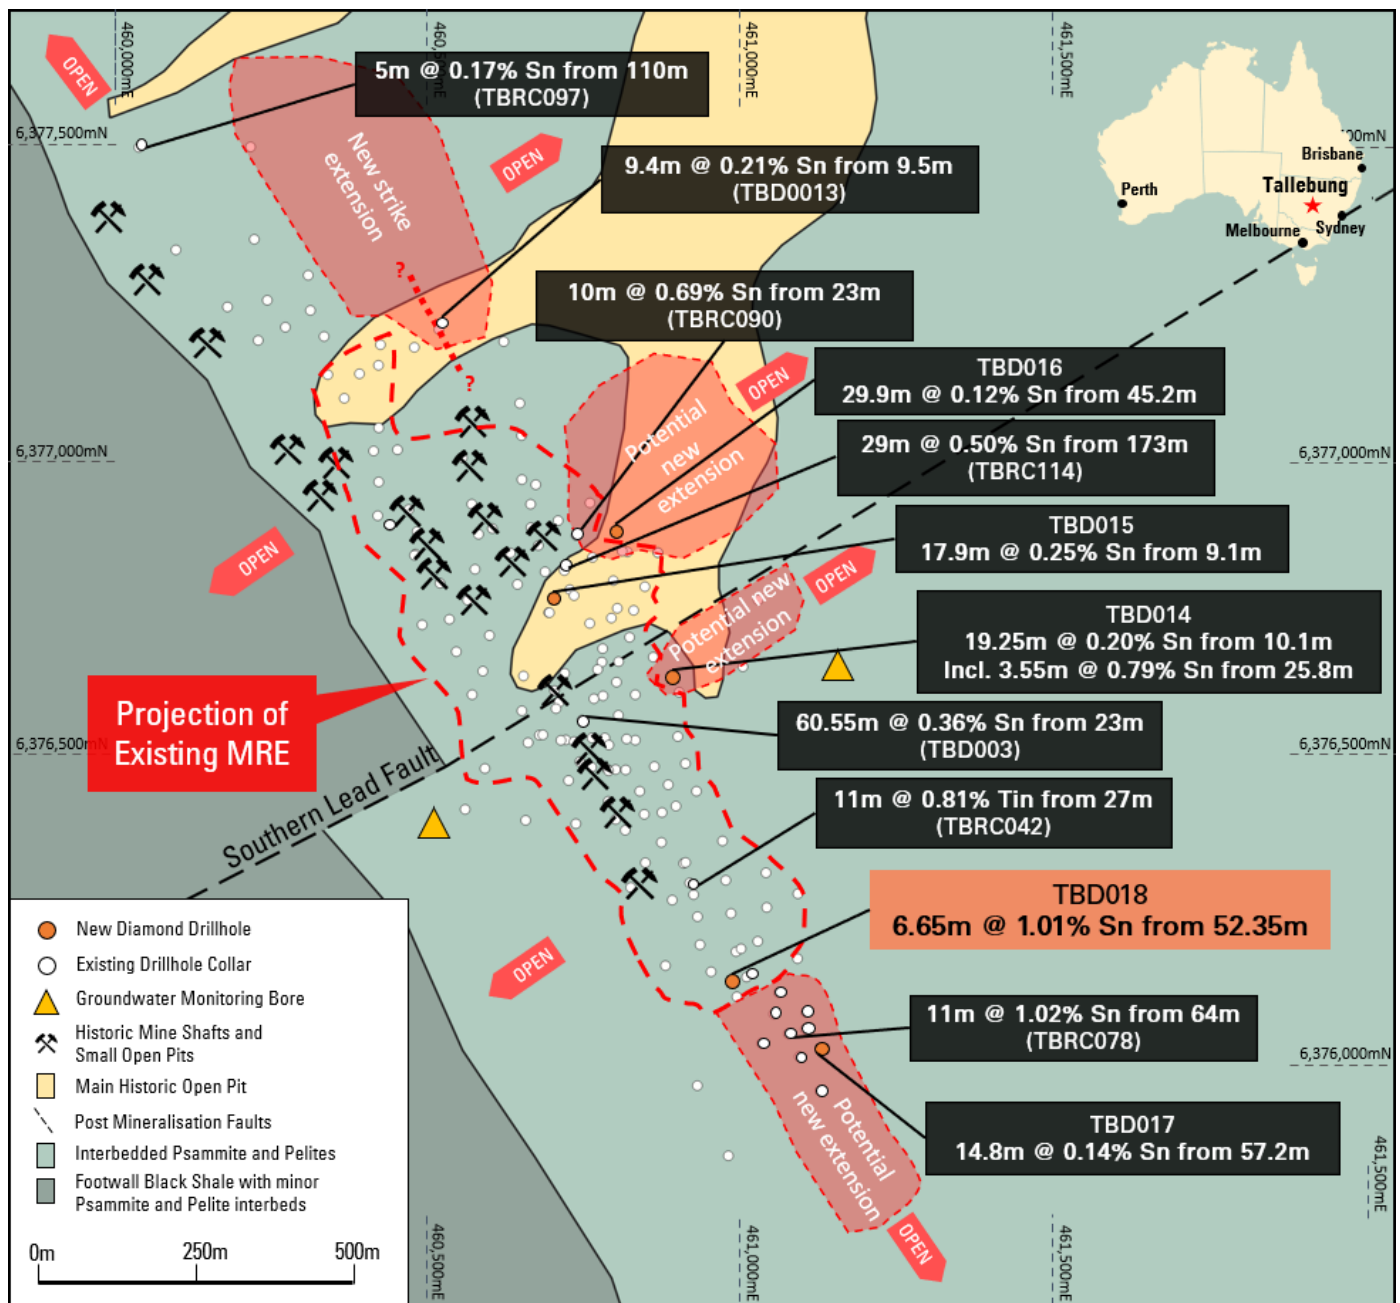 460,000mE
460,5
461,000mE
461,500mE
OPEN
5m @ 0.17% Sn from 110m
(TBRC097)
6,377,500mN
00mN
New strike
extension
OPEN
9.4m @ 0.21% Sn from 9.5m
(TBD0013)
Brisbane
Perth
Tallebung
Melbourne
Sydney
?
10m @ 0.69% Sn from 23m
(TBRC090)
?
OPEN
TBD016
29.9m @ 0.12% Sn from 45.2m
Potential
new
extension
6,377,000mN
6,377,000mN
29m @ 0.50% Sn from 173m
(TBRC114)
OPEN
TBD015
17.9m @ 0.25% Sn from 9.1m
OPEN
Potential new
extension
TBD014
19.25m @ 0.20% Sn from 10.1m
Incl. 3.55m @ 0.79% Sn from 25.8m
Projection of
Existing MRE
60.55m @ 0.36% Sn from 23m
(TBD003)
6,376,500mN
6,376,500mN
Southern Lead Fault
11m @ 0.81% Tin from 27m
(TBRC042)
TBD018
6.65m @ 1.01% Sn from 52.35m
OPEN
11m @ 1.02% Sn from 64m
(TBRC078)
6,376,000mN
Potential
new extension
TBD017
14.8m @ 0.14% Sn from 57.2m
OPEN
New Diamond Drillhole
Existing Drillhole Collar
Groundwater Monitoring Bore
Historic Mine Shafts and
Small Open Pits
Main Historic Open Pit
Post Mineralisation Faults
Interbedded Psammite and Pelites
Footwall Black Shale with minor
Psammite and Pelite interbeds
0m 250m 500m
460,500mE
461,000mE
461,500mE
461,500mE